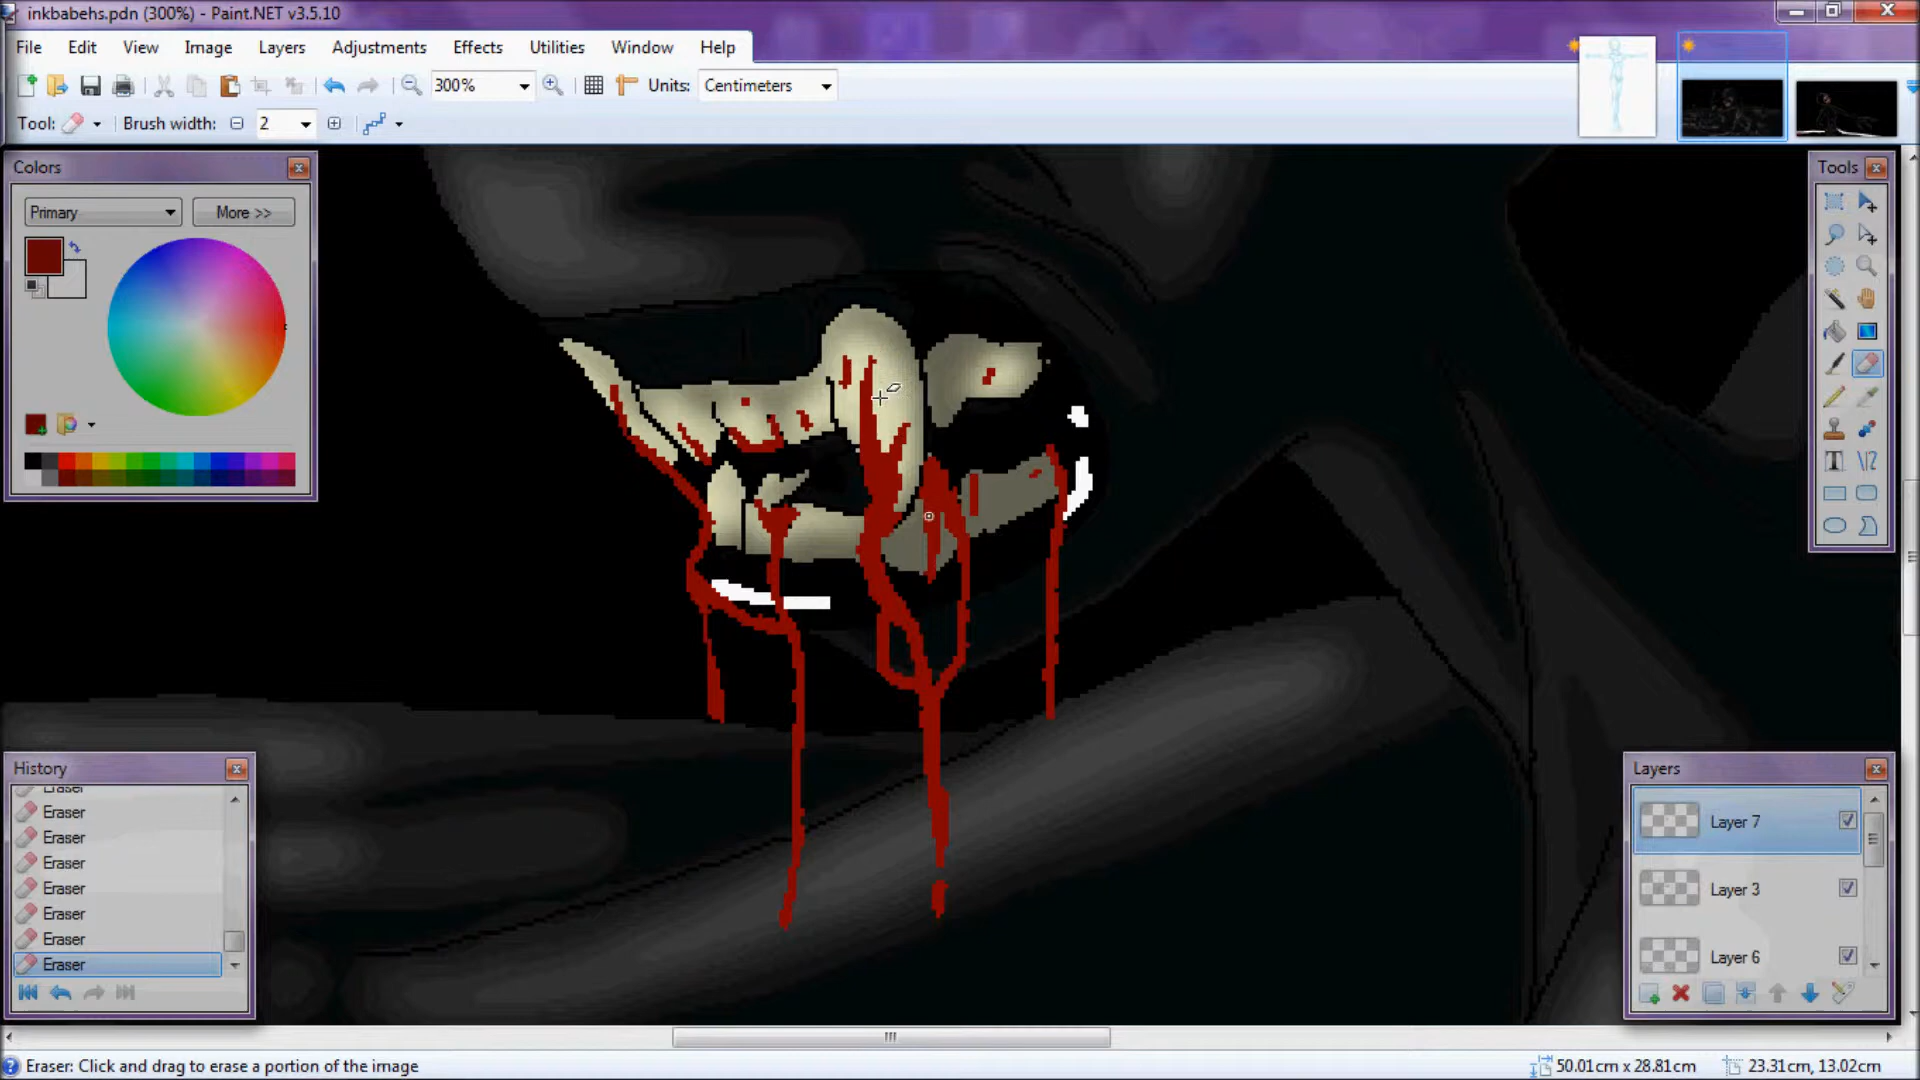 inkbabehs.pdn (300%) - Paint.NET v3.5.10
File Edit View Image Layers Adjustments Effects Utilities Window Help
300% Units: Centimeters
Tool: Brush width: 2
Colors
Primary More >>
Tools
History
Eraser
Eraser
Eraser
Eraser
Eraser
Eraser
Eraser
Eraser
Layers
Layer 7
Layer 3
Layer 6
Eraser: Click and drag to erase a portion of the image
50.01cm x 28.81cm
23.31cm, 13.02cm